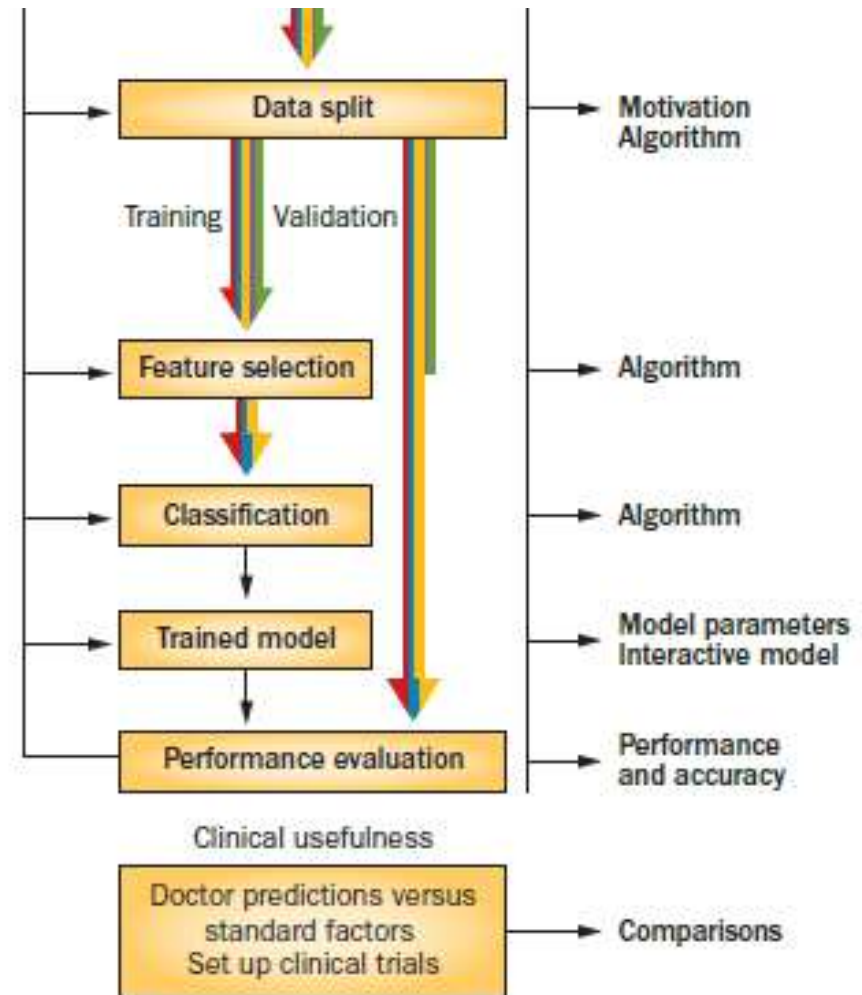 Data split
Motivation
Algorithm
Training
Validation
Feature selection
Algorithm
Classification
Algorithm
Trained model
Model parameters
Interactive model
Performance evaluation
Performance
and accuracy
Clinical usefulness
Doctor predictions versus
standard factors
Set up clinical trials
Comparisons